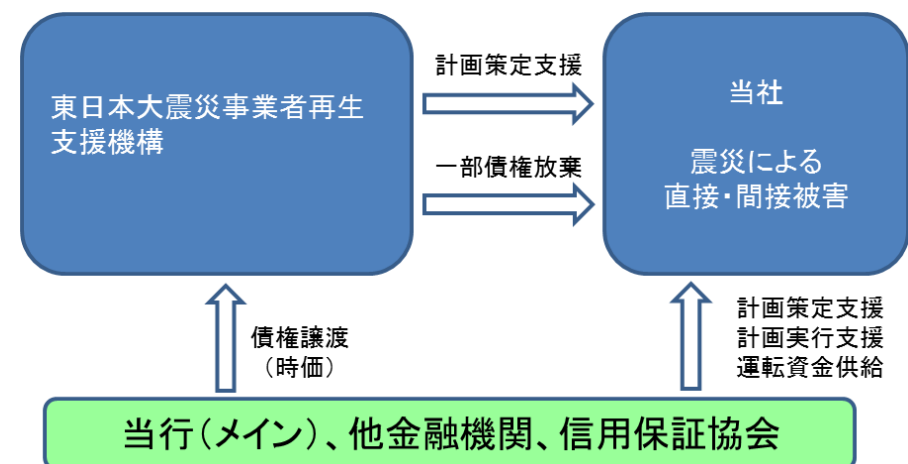 東日本大震災事業者再生
支援機構
計画策定支援
一部債権放棄
当社
震災による
直接・間接被害
債権譲渡
（時価）
計画策定支援
計画実行支援
運転資金供給
当行（メイン）、他金融機関、信用保証協会